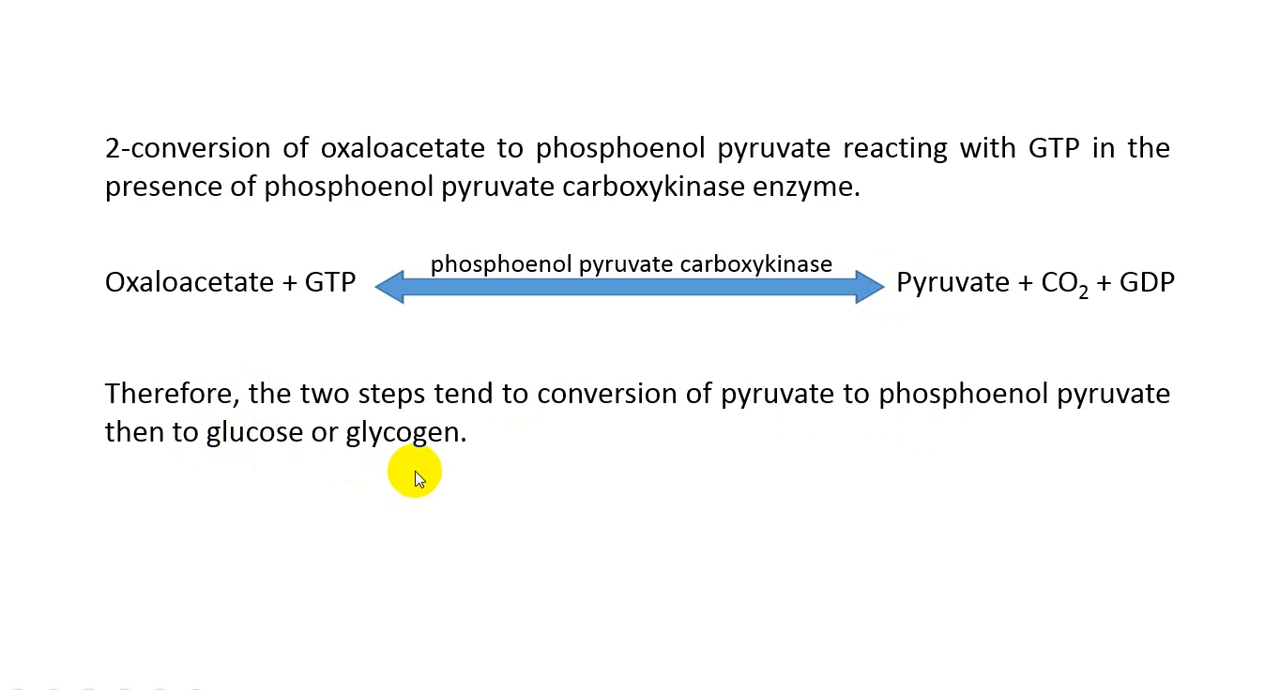 2-conversion of oxaloacetate to phosphoenol pyruvate reacting with GTP in the
presence of phosphoenol pyruvate carboxykinase enzyme.
phosphoenol pyruvate carboxykinase
Oxaloacetate + GTP Pyruvate + CO₂ + GDP
Therefore, the two steps tend to conversion of pyruvate to phosphoenol pyruvate
then to glucose or glycogen.